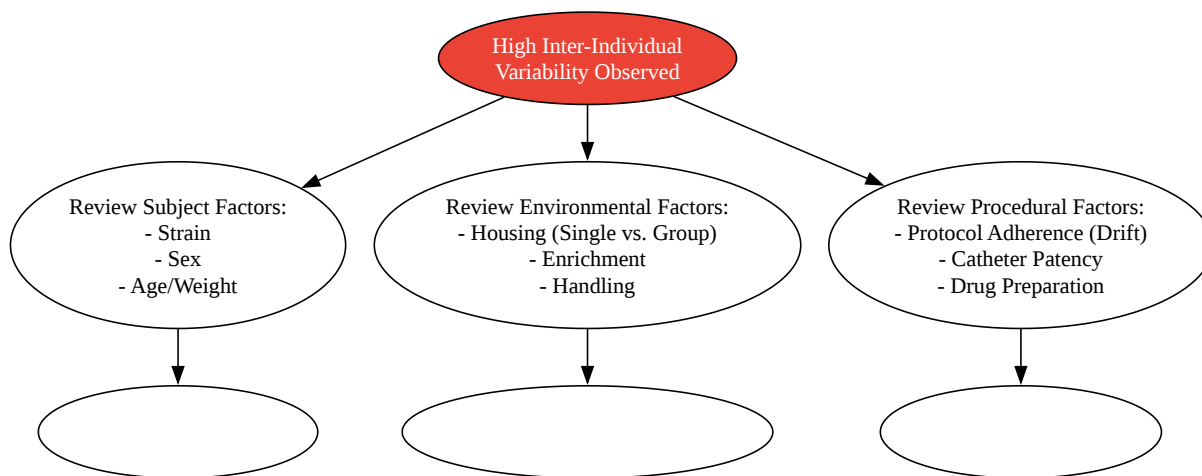 High Inter-Individual
Variability Observed
Review Subject Factors:
- Strain
- Sex
- Age/Weight
Review Environmental Factors:
- Housing (Single vs. Group)
- Enrichment
- Handling
Review Procedural Factors:
- Protocol Adherence (Drift)
- Catheter Patency
- Drug Preparation